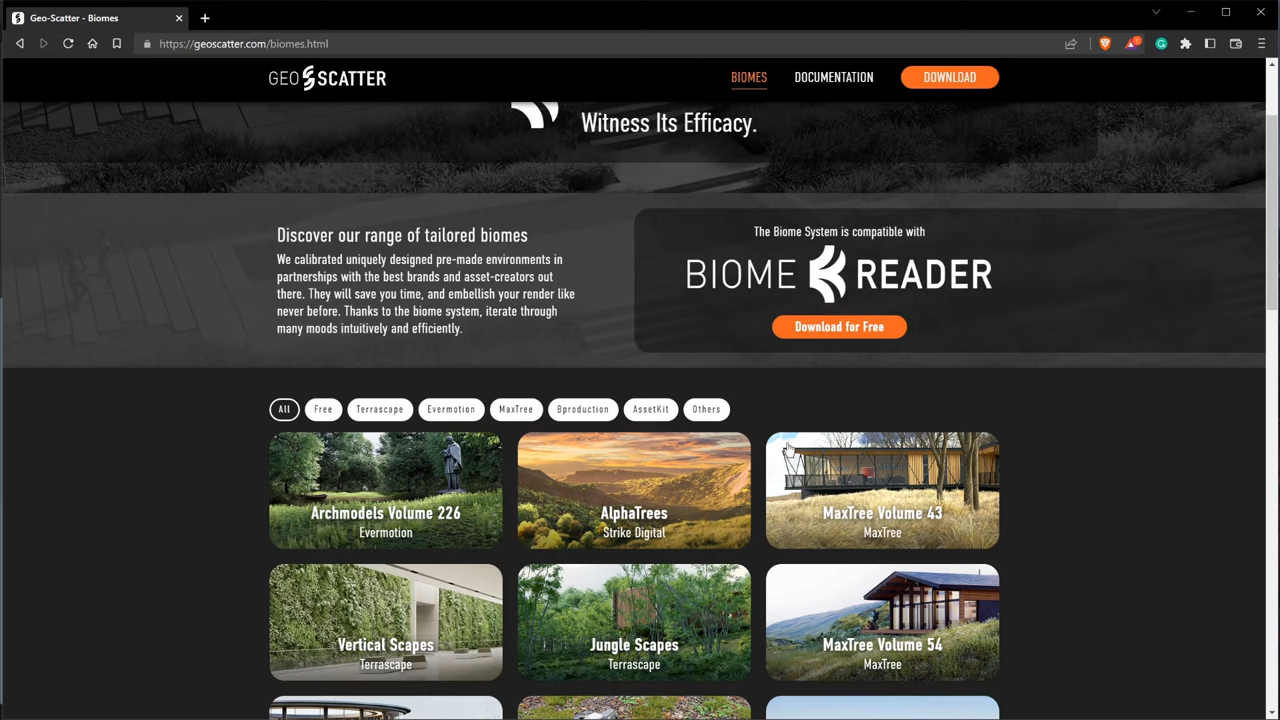 Geo-Scatter - Biomes
https://geoscatter.com/biomes.html
GEO SCATTER
BIOMES
DOCUMENTATION
DOWNLOAD
Witness Its Efficacy.
Discover our range of tailored biomes
We calibrated uniquely designed pre-made environments in
partnerships with the best brands and asset-creators out
there. They will save you time, and embellish your render like
never before. Thanks to the biome system, iterate through
many moods intuitively and efficiently.
The Biome System is compatible with
BIOME READER
Download for Free
All
Free
Terrascape
Evermotion
MaxTree
Bproduction
AssetKit
Others
Archmodels Volume 226
Evermotion
AlphaTrees
Strike Digital
MaxTree Volume 43
MaxTree
Vertical Scapes
Terrascape
Jungle Scapes
Terrascape
MaxTree Volume 54
MaxTree